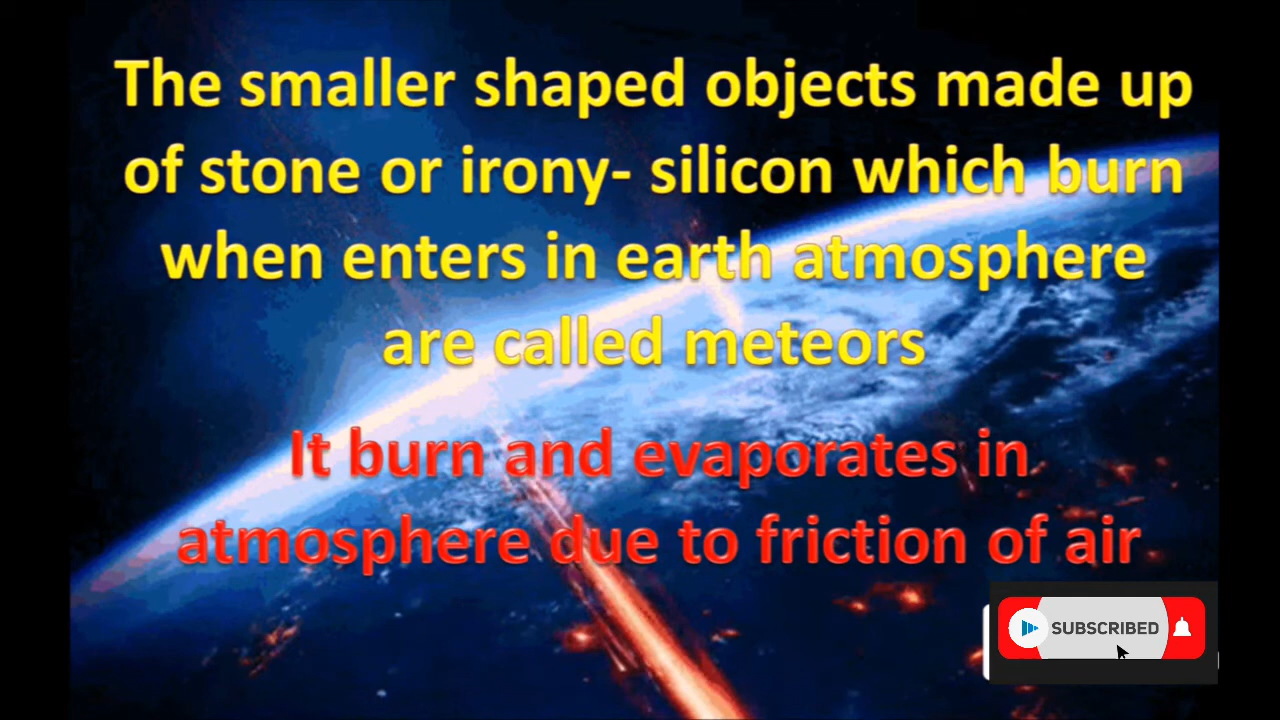 The smaller shaped objects made up
of stone or irony- silicon which burn
when enters in earth atmosphere
are called meteors
It burn and evaporates in
atmosphere due to friction of air
SUBSCRIBED